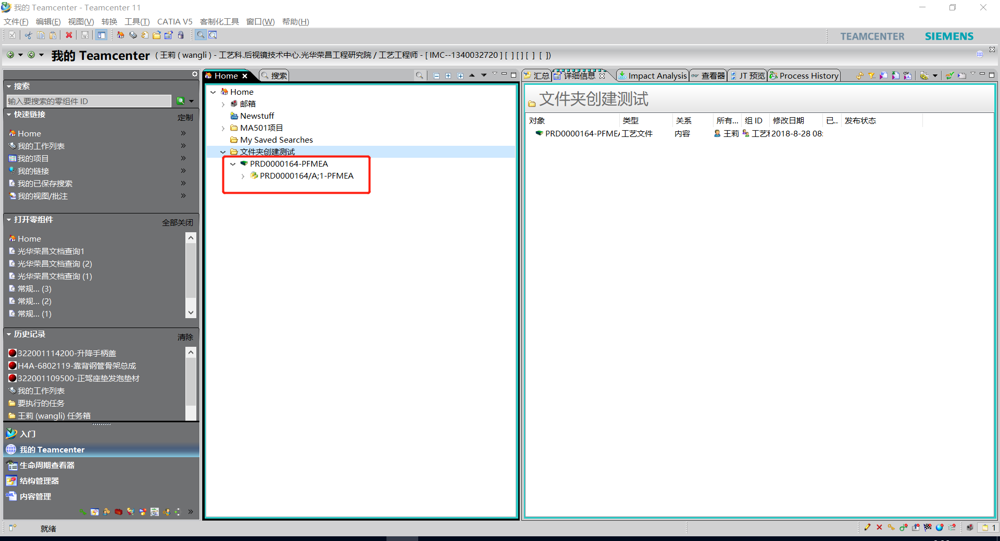 我的 Teamcenter - Teamcenter 11
文件(F) 编辑(E) 视图(V) 转换 工具(T) CATIA V5 客制化工具 窗口(W) 帮助(H)
TEAMCENTER SIEMENS
我的 Teamcenter ( 王莉 ( wangli ) - 工艺科.后视镜技术中心.光华荣昌工程研究院 / 工艺工程师 - [ IMC--1340032720 ] [ ] [ ] [ ] [ ])
搜索
输入要搜索的零组件 ID
快速链接
定制
Home
我的工作列表
我的项目
我的链接
我的已保存搜索
我的视图/批注
打开零组件
全部关闭
Home
光华荣昌文档查询1
光华荣昌文档查询 (2)
光华荣昌文档查询 (1)
常规... (3)
常规... (2)
常规... (1)
历史记录
清除
322001114200-升降手柄盖
H4A-6802119-靠背钢管骨架总成
322001109500-正驾座垫发泡垫材
我的工作列表
要执行的任务
王莉 (wangli) 任务箱
入门
我的 Teamcenter
生命周期查看器
结构管理器
内容管理
就绪
Home 搜索
Home
邮箱
Newstuff
MA501项目
My Saved Searches
文件夹创建测试
PRD0000164-PFMEA
PRD0000164/A;1-PFMEA
汇总 详细信息 Impact Analysis 查看器 JT 预览 Process History
文件夹创建测试
对象 类型 关系 所有... 组 ID 修改日期 已.. 发布状态
PRD0000164-PFME 工艺文件 内容 王莉 工艺 2018-8-28 08:
1